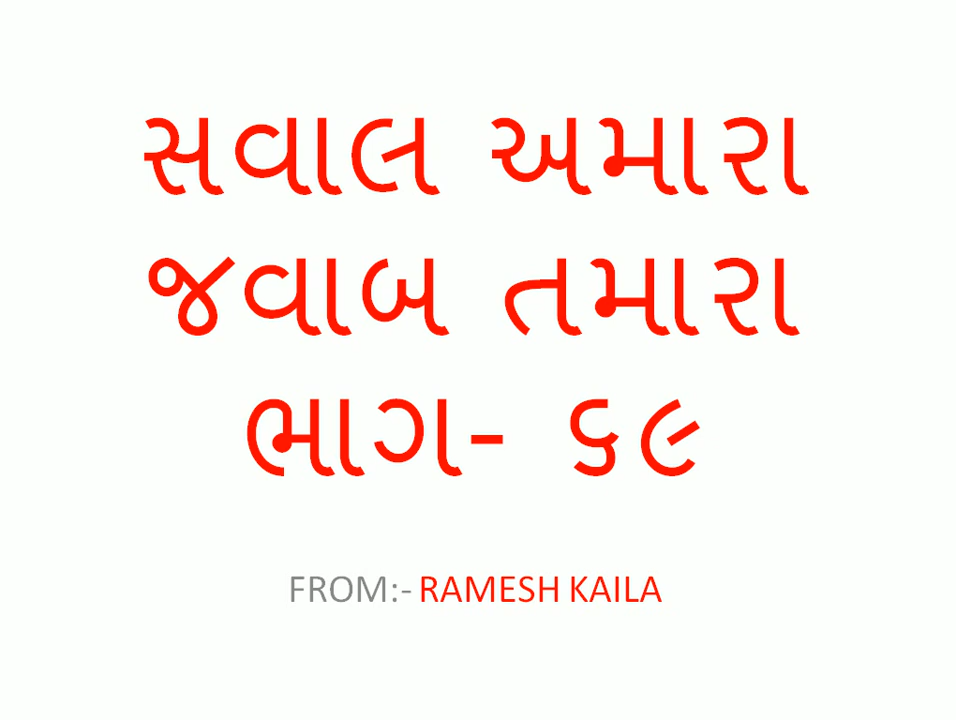 સવાલ અમારા
જવાબ તમારા
ભાગ- ૬૯
FROM:- RAMESH KAILA